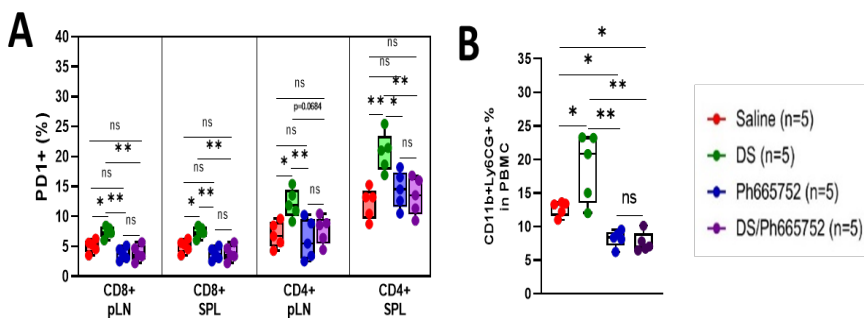 A
PD1+ (%)
40
35
30
25
20
15
10
5
0
ns
**
ns
* **
ns
ns
**
ns
* **
ns
ns
p=0.0684
ns
* **
ns
ns
ns
**
** *
ns
CD8+
pLN
CD8+
SPL
CD4+
pLN
CD4+
SPL
B
CD11b+Ly6CG+ %
in PBMC
35
30
25
20
15
10
5
0
*
*
**
* **
ns
Saline (n=5)
DS (n=5)
Ph665752 (n=5)
DS/Ph665752 (n=5)